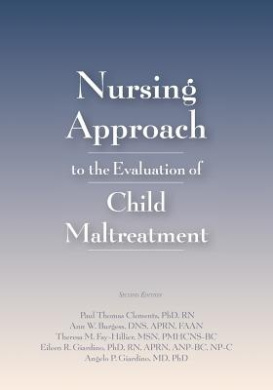 Nursing
Approach
to the Evaluation of
Child
Maltreatment
Second Edition
Paul Thomas Clements, PhD, RN
Ann W. Burgess, DNS, APRN, FAAN
Theresa M. Fay-Hillier, MSN, PMHCNS-BC
Eileen R. Giardino, PhD, RN, APRN, ANP-BC, NP-C
Angelo P. Giardino, MD, PhD